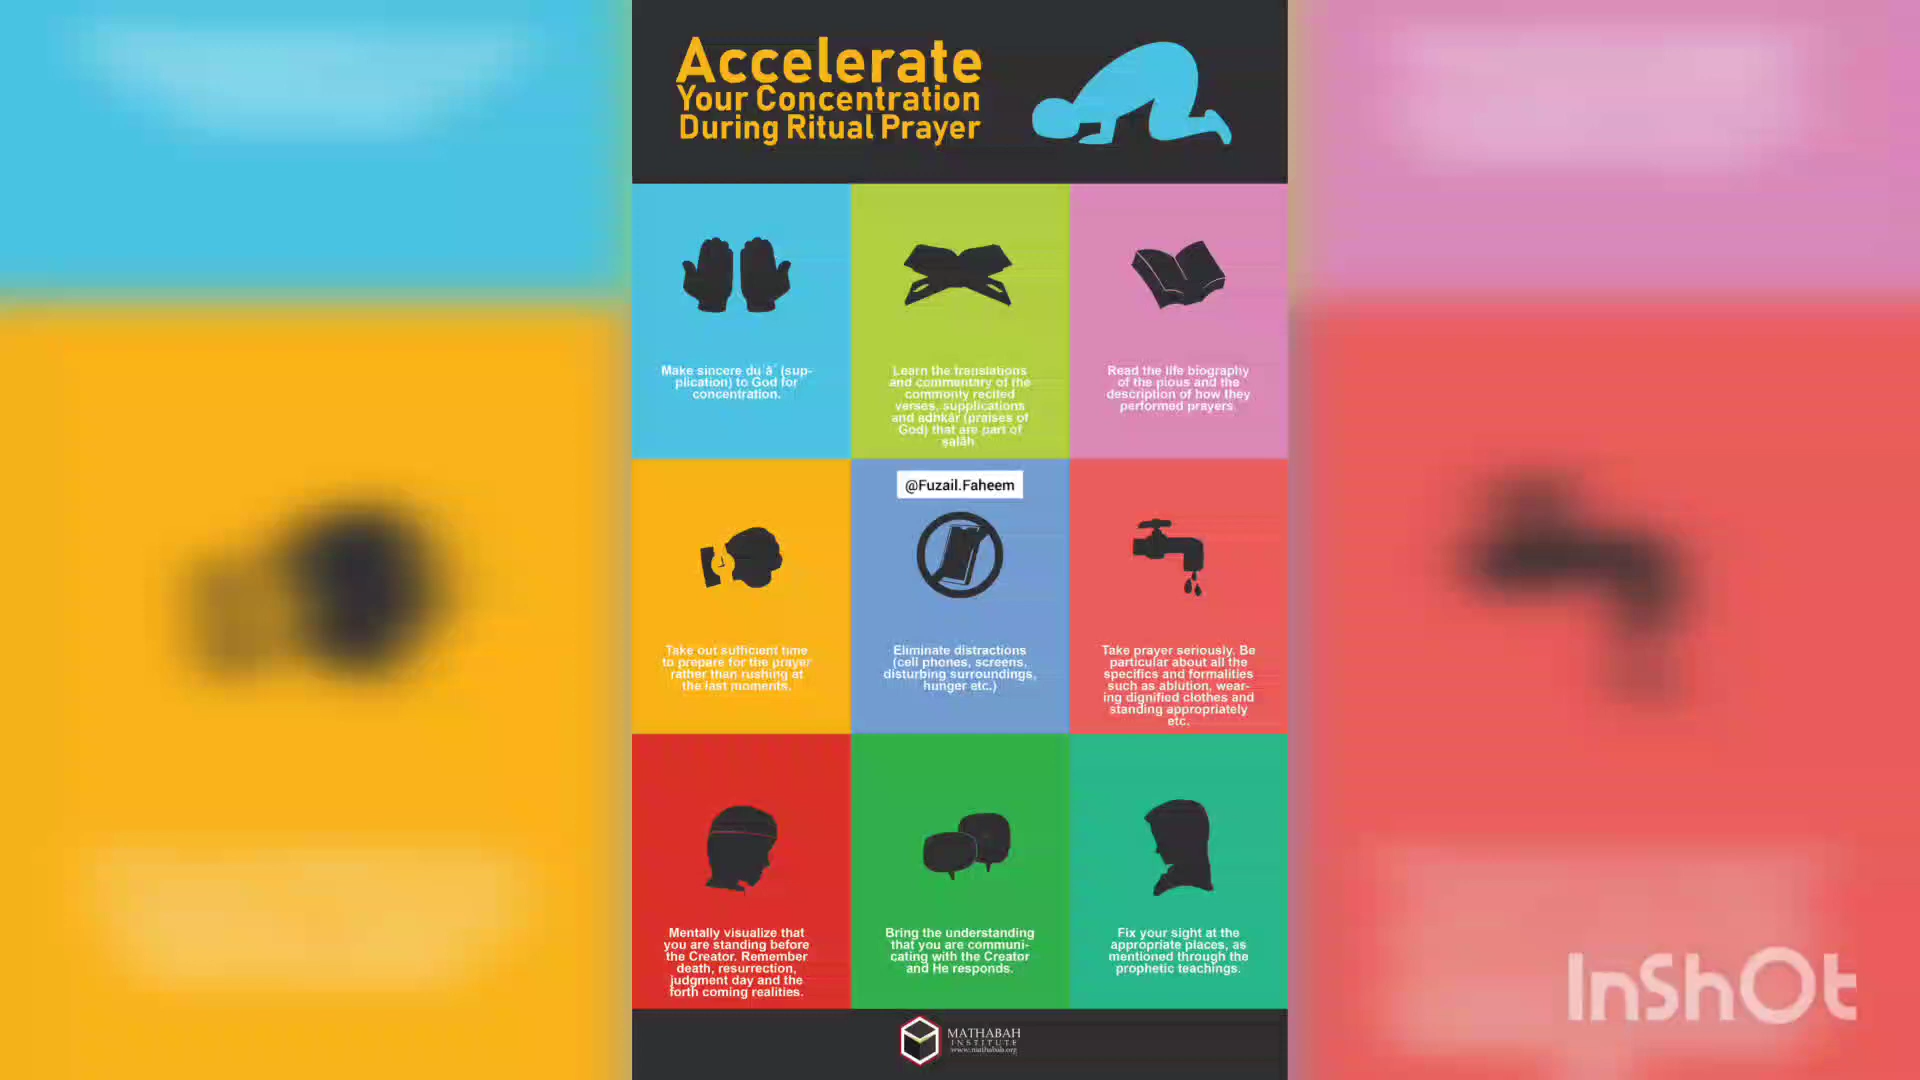 Accelerate
Your Concentration
During Ritual Prayer
Make sincere du'â' (sup-
plication) to God for
concentration.
Learn the translations
and commentary of the
commonly recited
verses, supplications
and adhkâr (praises of
God) that are part of
salâh.
Read the life biography
of the pious and the
description of how they
performed prayers.
@Fuzail.Faheem
Take out sufficient time
to prepare for the prayer
rather than rushing at
the last moments.
Eliminate distractions
(cell phones, screens,
disturbing surroundings,
hunger etc.)
Take prayer seriously. Be
particular about all the
specifics and formalities
such as ablution, wear-
ing dignified clothes and
standing appropriately
etc.
Mentally visualize that
you are standing before
the Creator. Remember
death, resurrection,
judgment day and the
forth coming realities.
Bring the understanding
that you are communi-
cating with the Creator
and He responds.
Fix your sight at the
appropriate places, as
mentioned through the
prophetic teachings.
MATHABAH
INSTITUTE
www.mathabah.org
InShOt